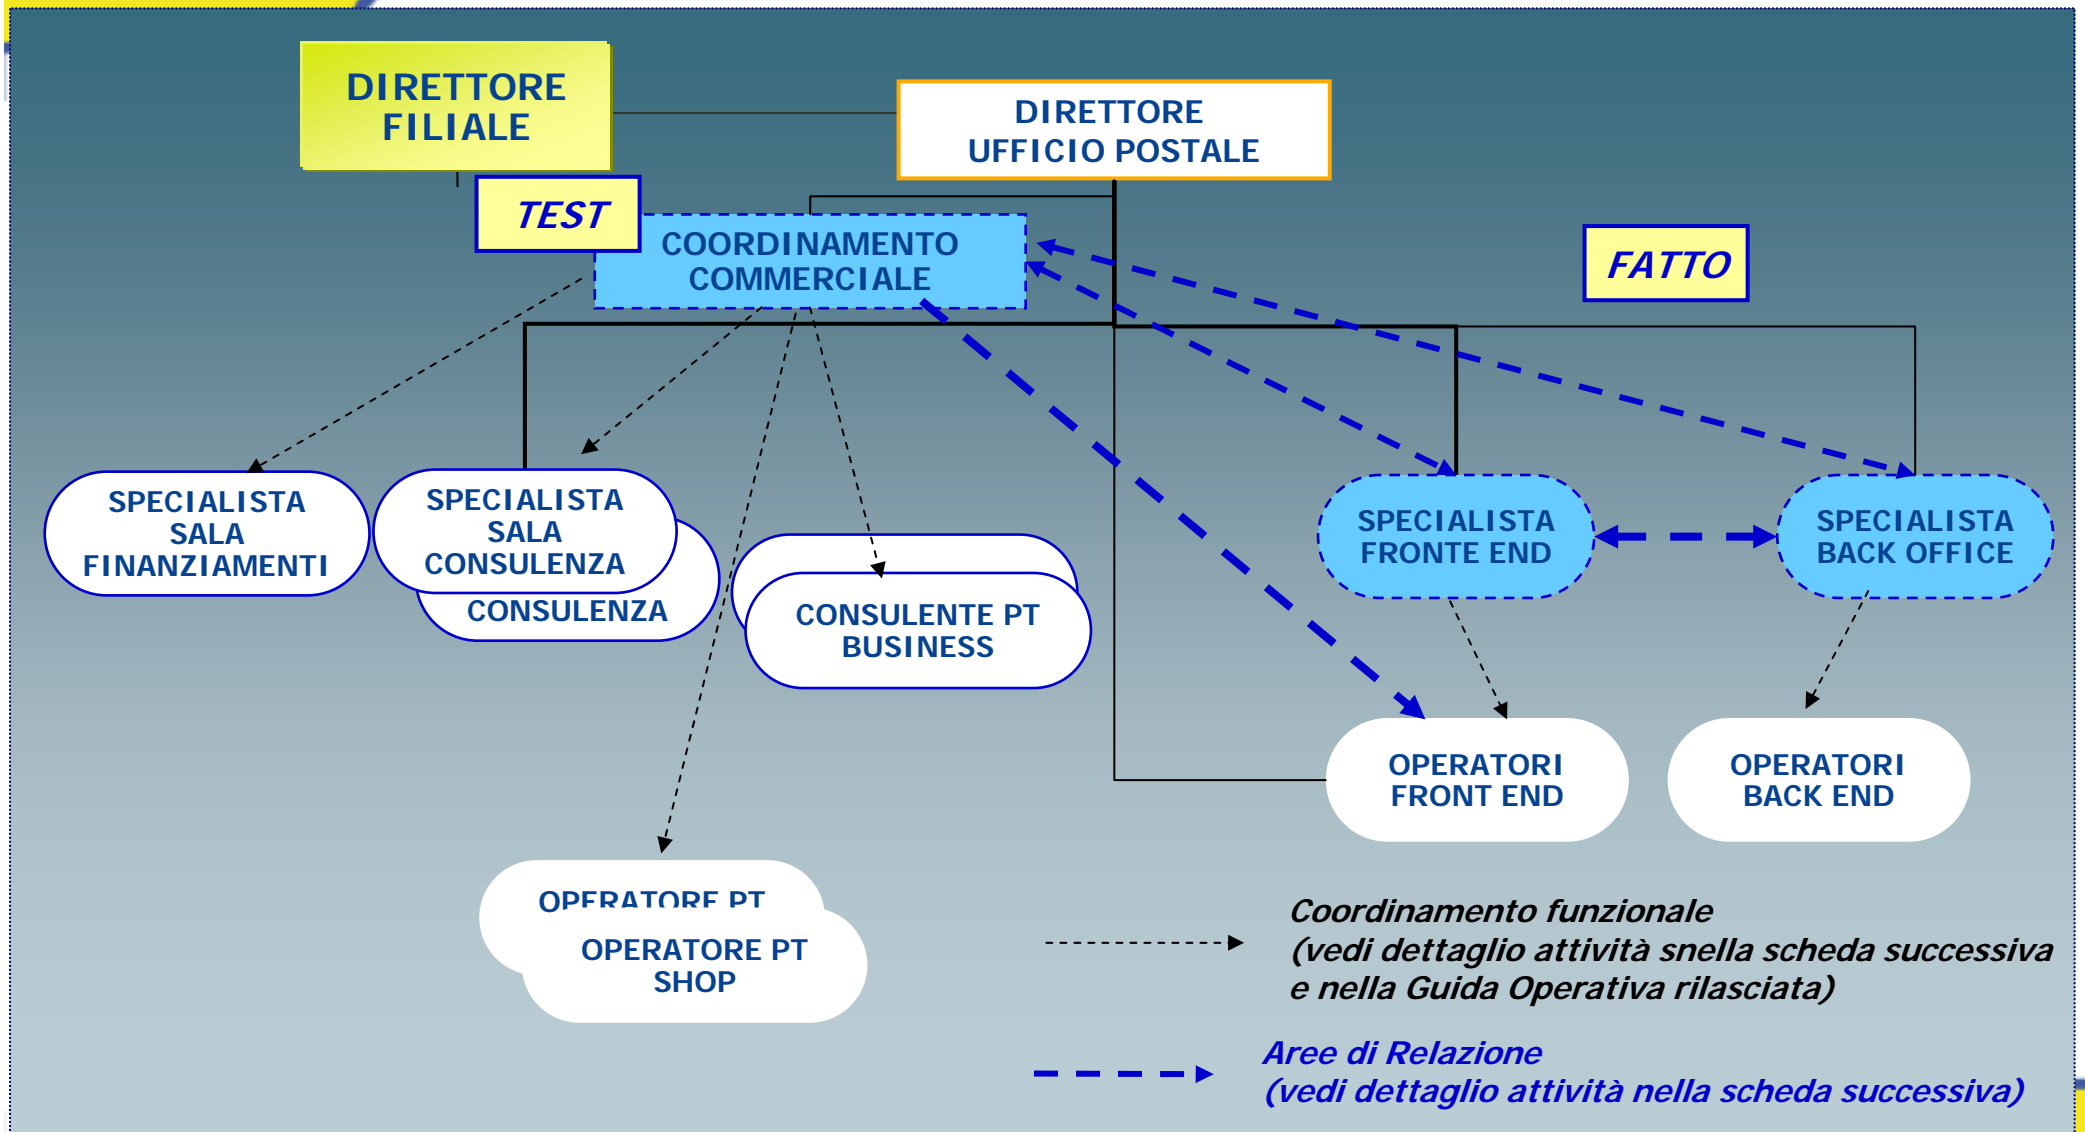 DIRETTORE
FILIALE
DIRETTORE
UFFICIO POSTALE
TEST
COORDINAMENTO
COMMERCIALE
FATTO
SPECIALISTA
SALA
FINANZIAMENTI
SPECIALISTA
SALA
CONSULENZA
CONSULENZA
CONSULENTE PT
BUSINESS
SPECIALISTA
FRONTE END
SPECIALISTA
BACK OFFICE
OPERATORI
FRONT END
OPERATORI
BACK END
OPERATORE PT
OPERATORE PT
SHOP
Coordinamento funzionale
(vedi dettaglio attività snella scheda successiva
e nella Guida Operativa rilasciata)
Aree di Relazione
(vedi dettaglio attività nella scheda successiva)